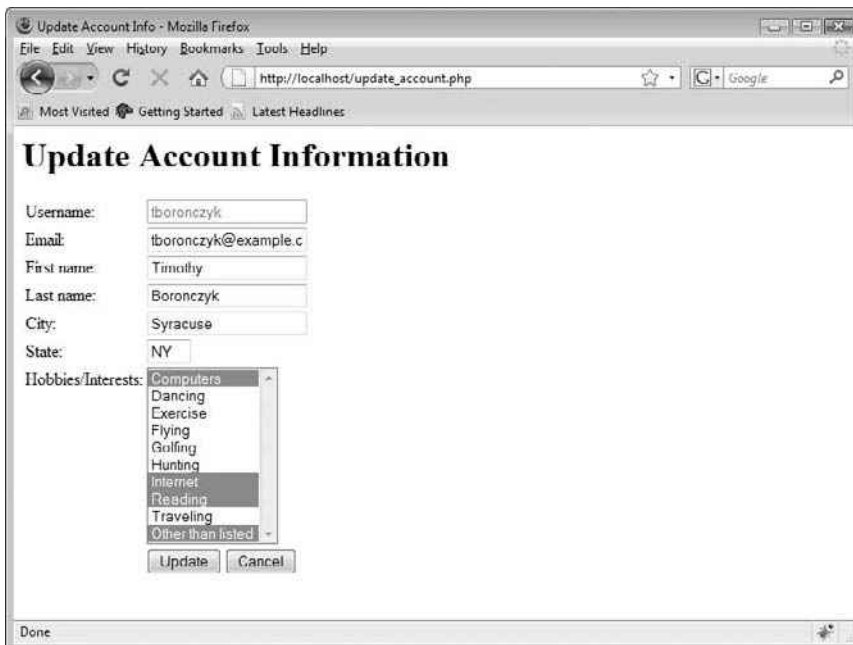 Update Account Info - Mozilla Firefox
File Edit View History Bookmarks Tools Help
http://localhost/update_account.php
G Google
Most Visited Getting Started Latest Headlines
Update Account Information
Username: tboronczyk
Email: tboronczyk@example.c
First name: Timothy
Last name: Boronczyk
City: Syracuse
State: NY
Hobbies/Interests: Computers
Dancing
Exercise
Flying
Golfing
Hunting
Internet
Reading
Traveling
Other than listed
Update Cancel
Done